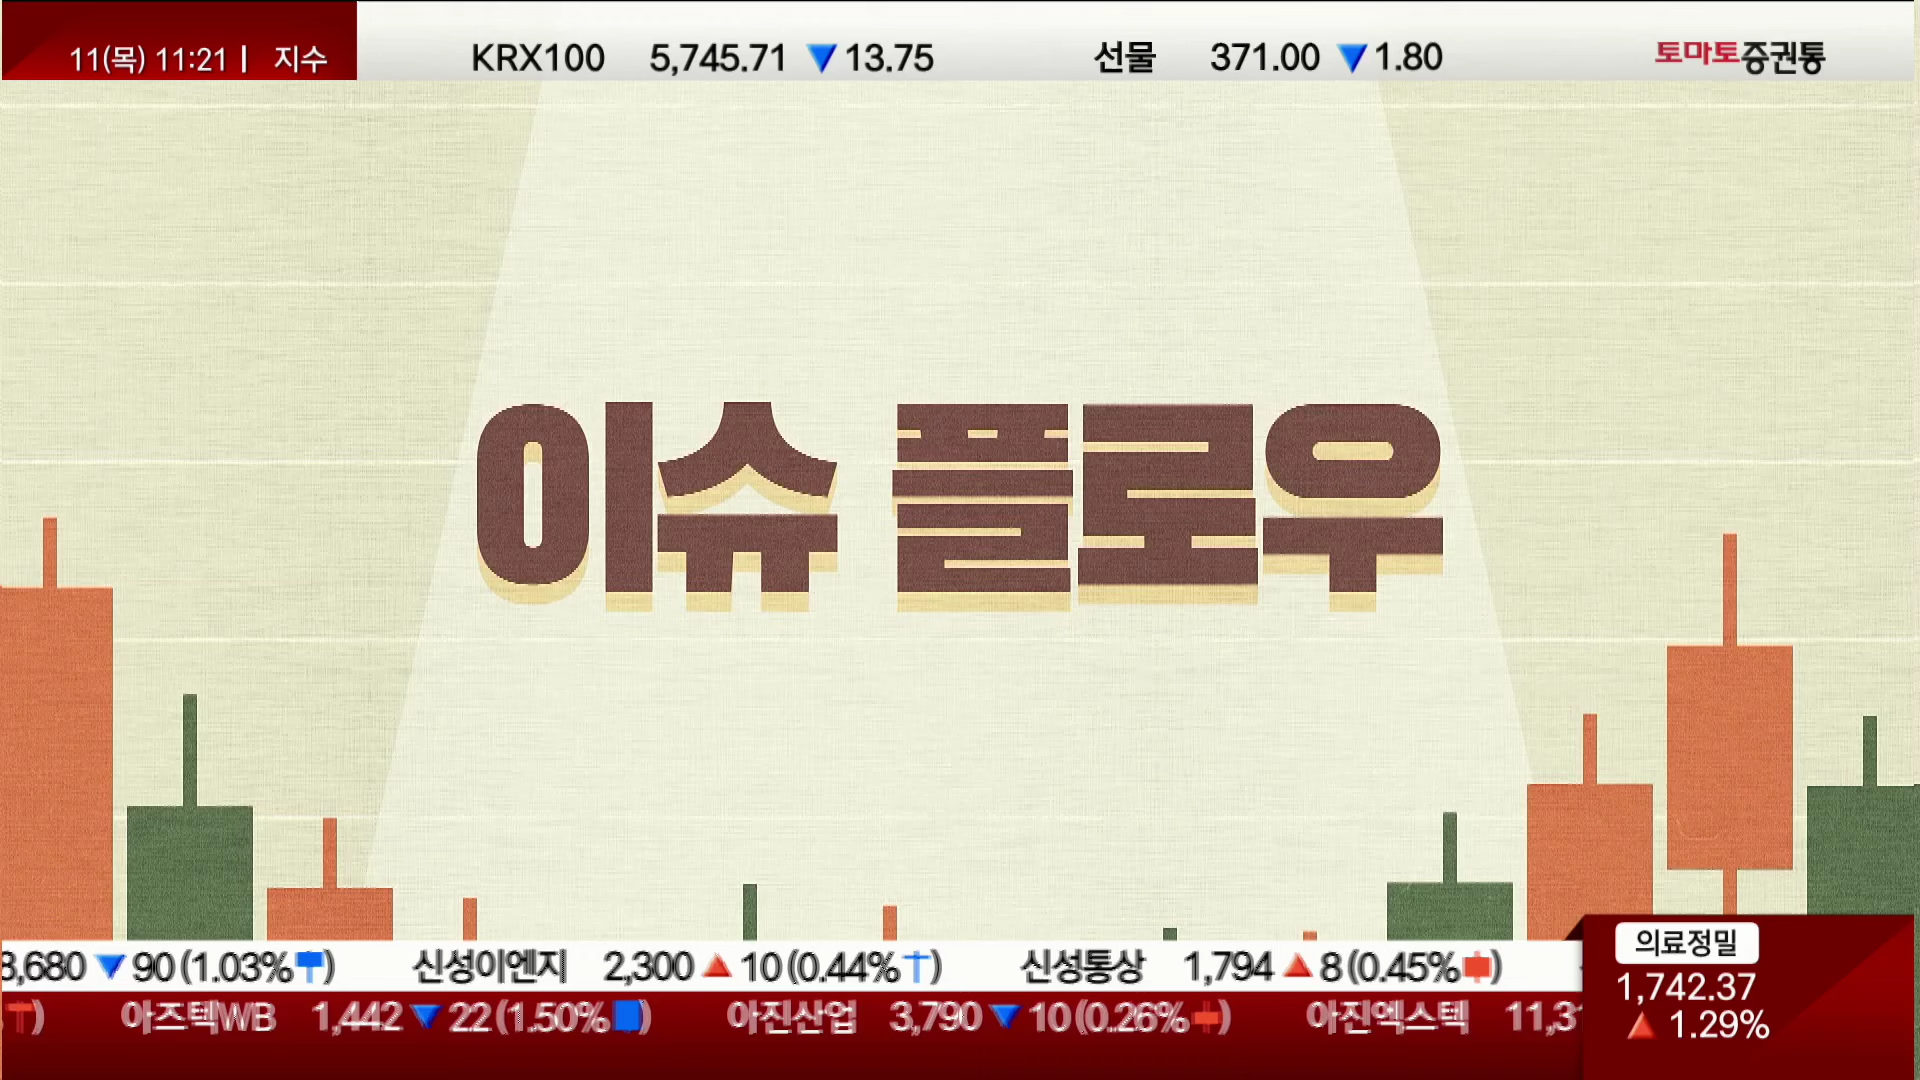 11(목) 11:21 | 지수 KRX100 5,745.71 ▼ 13.75 선물 371.00 ▼ 1.80 토마토증권통
이슈 플로우
3,680 ▼ 90 (1.03% ) 신성이엔지 2,300 ▲ 10 (0.44% ) 신성통상 1,794 ▲ 8 (0.45% )
) 아즈텍WB 1,442 ▼ 22 (1.50% ) 아진산업 3,790 ▼ 10 (0.26% ) 아진엑스텍 11,31
의료정밀
1,742.37
▲ 1.29%